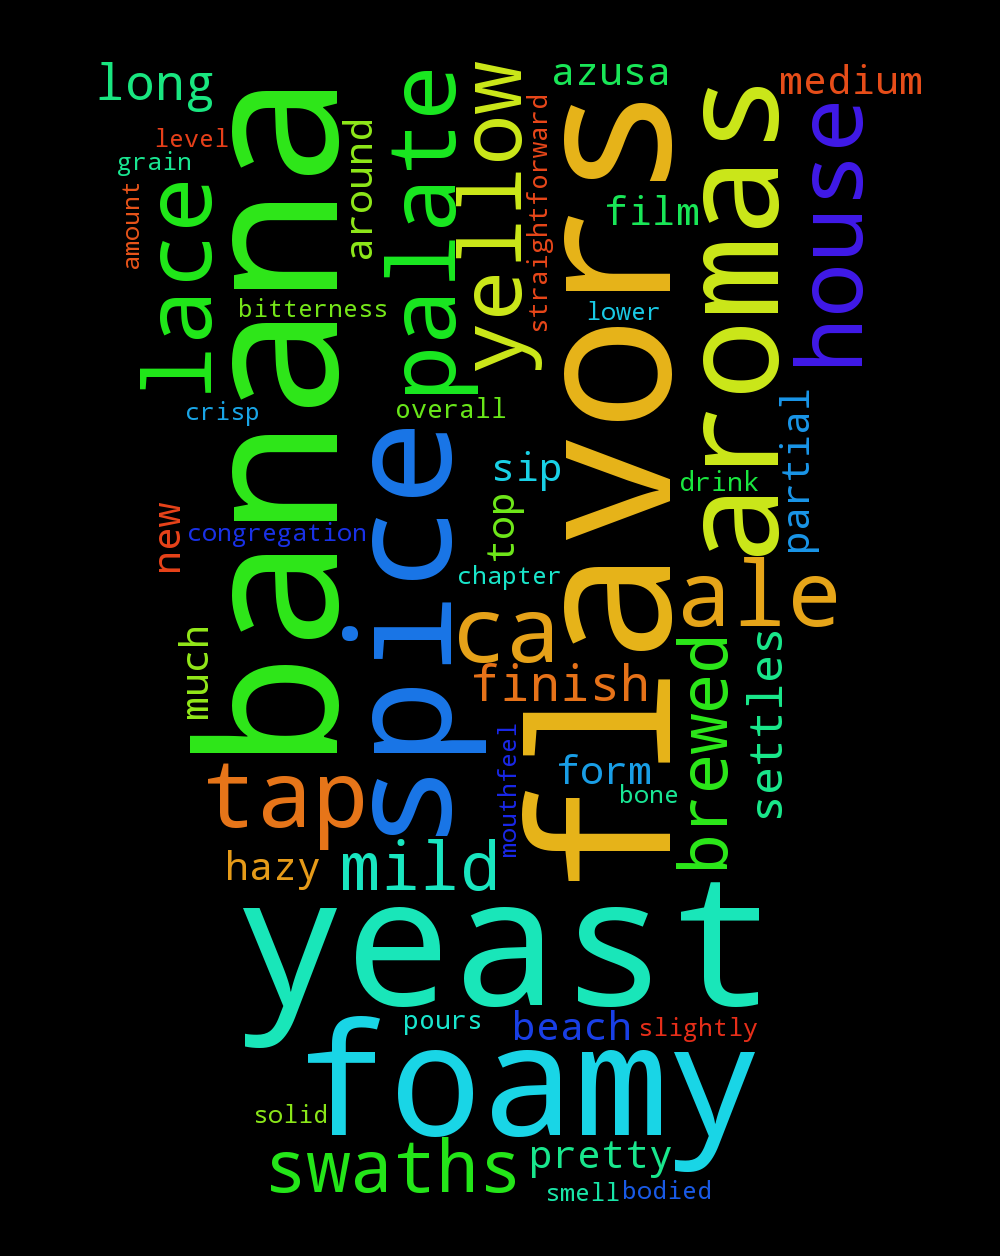 long
azusa
medium
level
grain
amount
lace
banana
around
palate
yellow
straightforward
flavors
film
aromas
house
bitterness
lower
crisp
overall
spice
sip
drink
partial
new
congregation
top
chapter
ale
ca
much
finish
brewed
settles
tap
mouthfeel
form
bone
hazy
mild
yeast
pours
beach
slightly
foamy
solid
swaths
pretty
smell
bodied